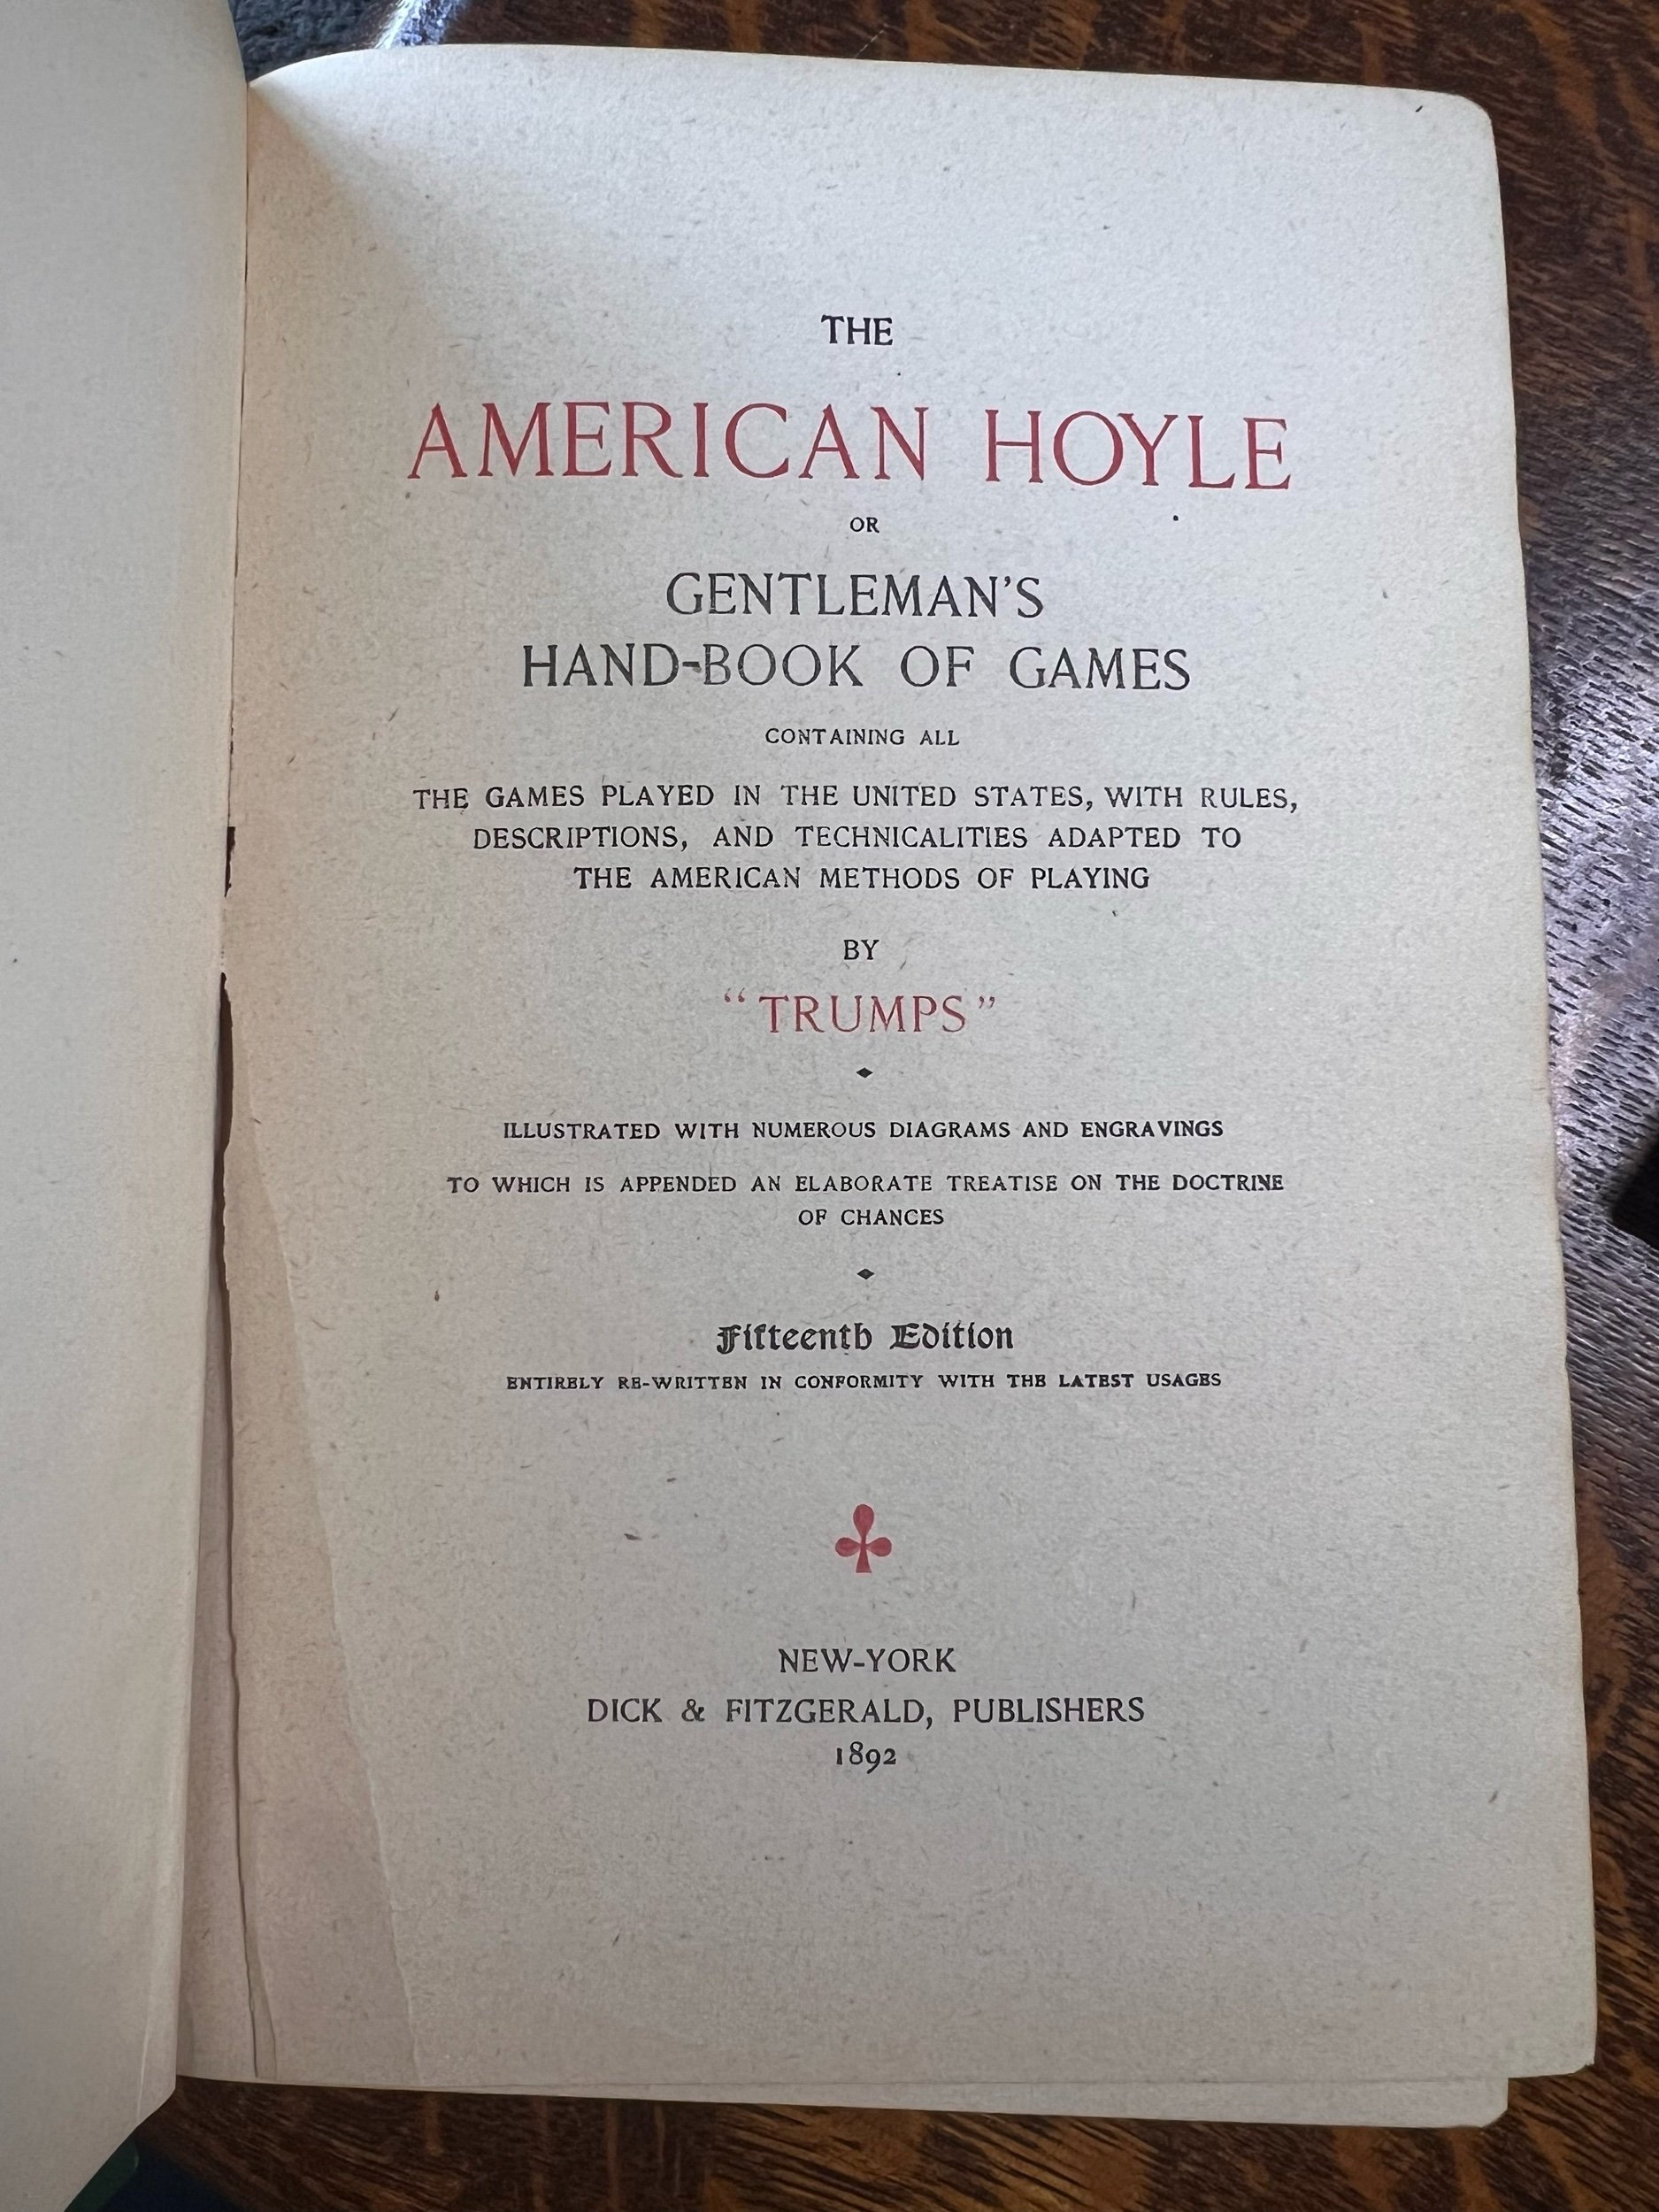 THE
AMERICAN HOYLE
OR
GENTLEMAN'S
HAND-BOOK OF GAMES
CONTAINING ALL
THE GAMES PLAYED IN THE UNITED STATES, WITH RULES,
DESCRIPTIONS, AND TECHNICALITIES ADAPTED TO
THE AMERICAN METHODS OF PLAYING
BY
“TRUMPS”
ILLUSTRATED WITH NUMEROUS DIAGRAMS AND ENGRAVINGS
TO WHICH IS APPENDED AN ELABORATE TREATISE ON THE DOCTRINE
OF CHANCES
Fifteenth Edition
ENTIRELY RE-WRITTEN IN CONFORMITY WITH THE LATEST USAGES
NEW-YORK
DICK & FITZGERALD, PUBLISHERS
1892